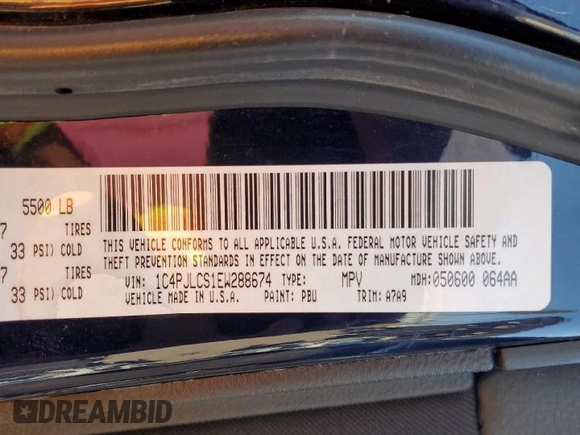 5500 LB
7 TIRES
33 PSI) COLD
7 TIRES
33 PSI) COLD
THIS VEHICLE CONFORMS TO ALL APPLICABLE U.S.A. FEDERAL MOTOR VEHICLE SAFETY AND
THEFT PREVENTION STANDARDS IN EFFECT ON THE DATE OF MANUFACTURE SHOWN ABOVE.
VIN: 1C4PJLCS1EW288674 TYPE: MPV MDH: 050600 064AA
VEHICLE MADE IN U.S.A. PAINT: PBU TRIM: A7A9
DREAMBID